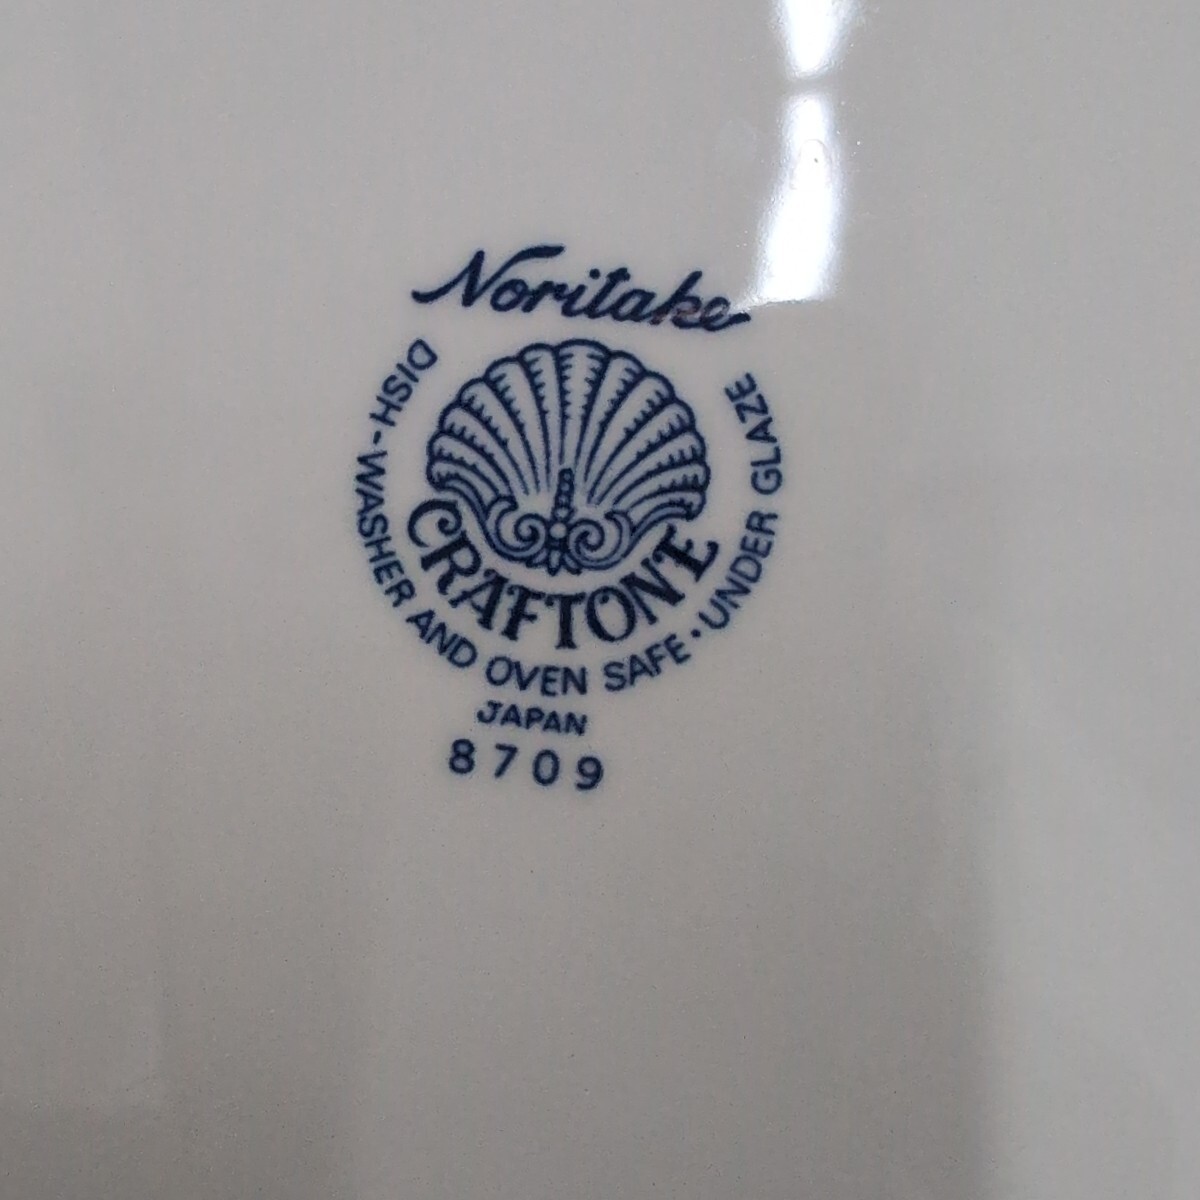 Noritake
CRAFTONE
DISH-WASHER AND OVEN SAFE·UNDER GLAZE
JAPAN
8709